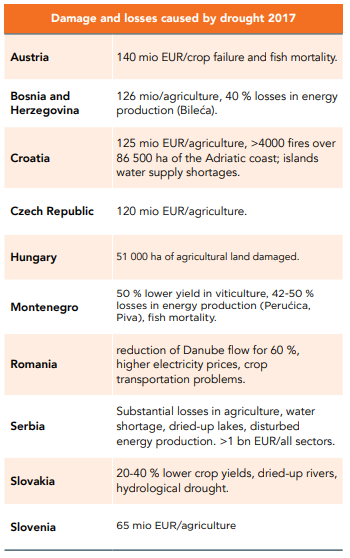 Damage and losses caused by drought 2017
Austria
140 mio EUR/crop failure and fish mortality.
Bosnia and
Herzegovina
126 mio/agriculture, 40 % losses in energy
production (Bileća).
Croatia
125 mio EUR/agriculture, >4000 fires over
86 500 ha of the Adriatic coast; islands
water supply shortages.
Czech Republic
120 mio EUR/agriculture.
Hungary
51 000 ha of agricultural land damaged.
Montenegro
50 % lower yield in viticulture, 42-50 %
losses in energy production (Perućica,
Piva), fish mortality.
Romania
reduction of Danube flow for 60 %,
higher electricity prices, crop
transportation problems.
Serbia
Substantial losses in agriculture, water
shortage, dried-up lakes, disturbed
energy production. >1 bn EUR/all sectors.
Slovakia
20-40 % lower crop yields, dried-up rivers,
hydrological drought.
Slovenia
65 mio EUR/agriculture